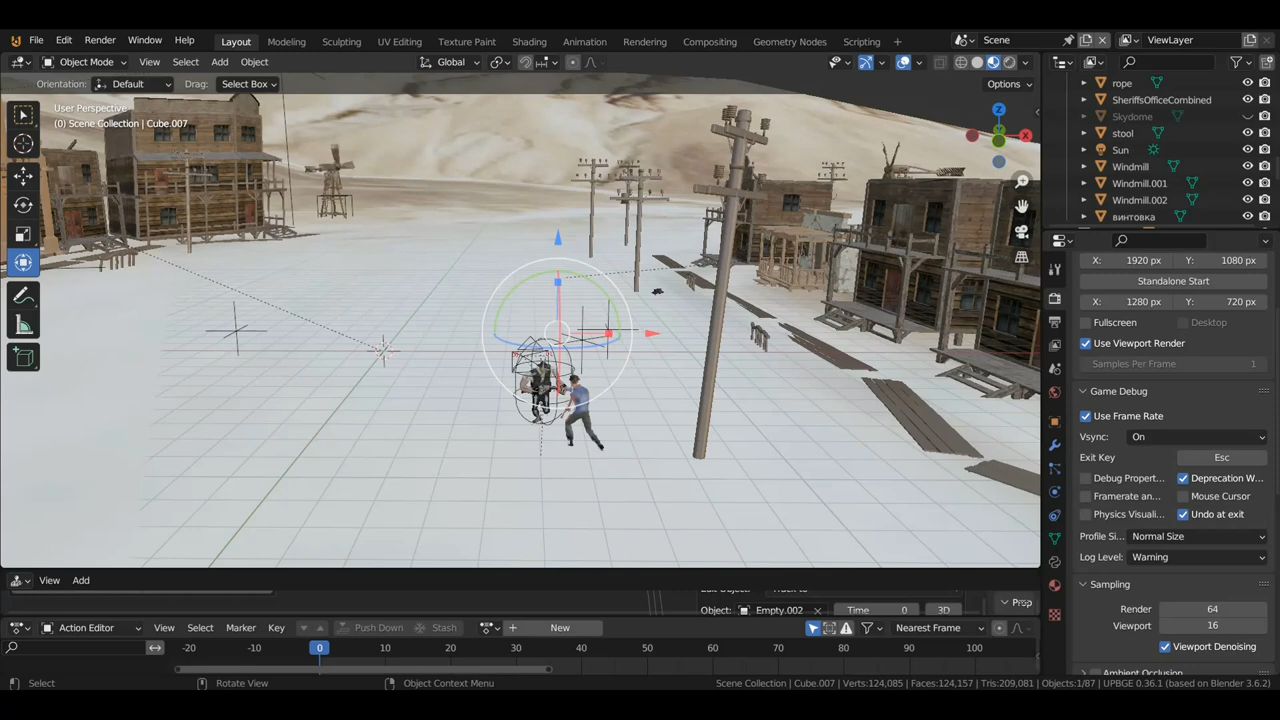 File Edit Render Window Help Layout Modeling Sculpting UV Editing Texture Paint Shading Animation Rendering Compositing Geometry Nodes Scripting + Scene ViewLayer
Object Mode View Select Add Object Global
Orientation: Default Drag: Select Box Options
User Perspective
(0) Scene Collection | Cube.007
Z
Y
X
rope
SheriffsOfficeCombined
Skydome
stool
Sun
Windmill
Windmill.001
Windmill.002
винтовка
X: 1920 px Y: 1080 px
Standalone Start
X: 1280 px Y: 720 px
Fullscreen Desktop
Use Viewport Render
Samples Per Frame 1
Game Debug
Use Frame Rate
Vsync: On
Exit Key Esc
Debug Propert... Deprecation W...
Framerate an... Mouse Cursor
Physics Visuali... Undo at exit
Profile Si... Normal Size
Log Level: Warning
Sampling
Render 64
Viewport 16
Viewport Denoising
View Add
Object: Empty.002 Time 0 3D
Action Editor View Select Marker Key Push Down Stash New Nearest Frame
-20 -10 0 10 20 30 40 50 60 70 80 90 100
Select Rotate View Object Context Menu Scene Collection | Cube.007 | Verts:124,085 | Faces:124,157 | Tris:209,081 | Objects:1/87 | UPBGE 0.36.1 (based on Blender 3.6.2)